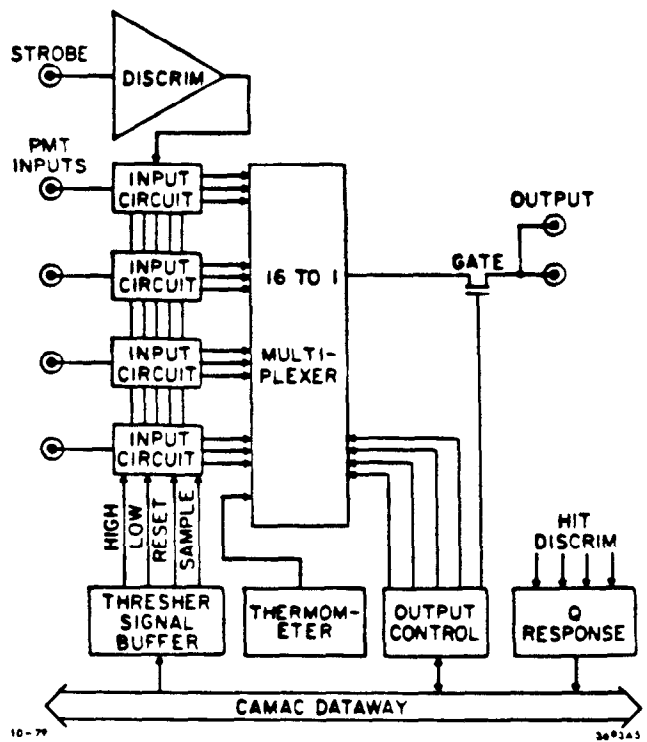 STROBE
DISCRIM
PMT
INPUTS
INPUT
CIRCUIT
OUTPUT
INPUT
CIRCUIT
16 TO 1
GATE
INPUT
CIRCUIT
MULTI-
PLEXER
INPUT
CIRCUIT
HIGH
LOW
RESET
SAMPLE
HIT
DISCRIM
THRESHER
SIGNAL
BUFFER
THERMOM-
ETER
OUTPUT
CONTROL
Q
RESPONSE
CAMAC DATAWAY
10-79